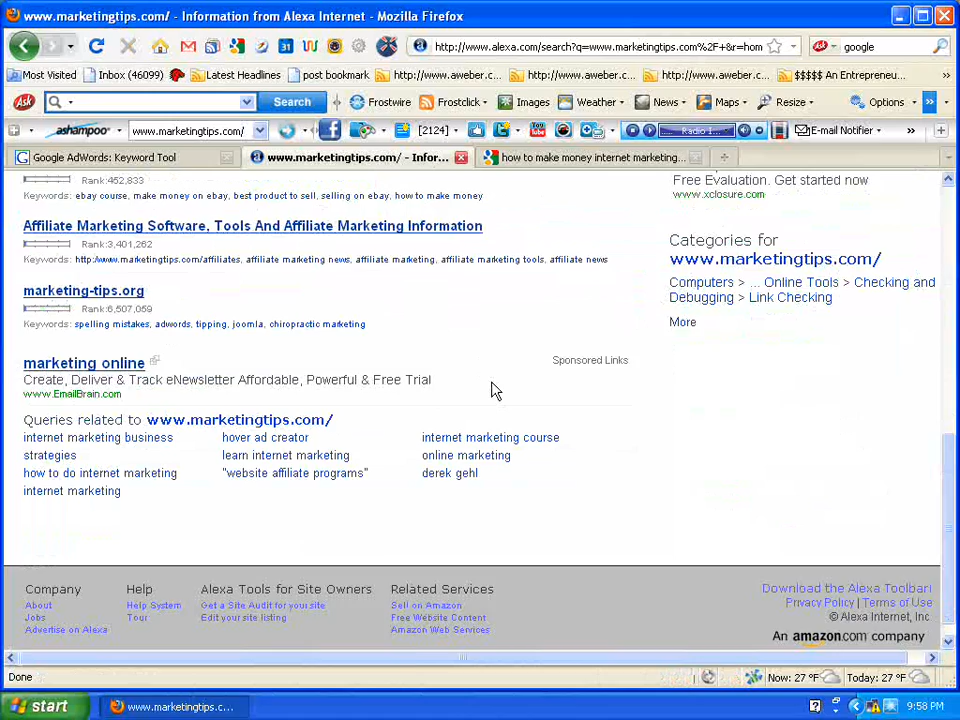 www.marketingtips.com/ - Information from Alexa Internet - Mozilla Firefox
http://www.alexa.com/search?q=www.marketingtips.com%2F+&r=hom
google
Most Visited
Inbox (46099)
Latest Headlines
post bookmark
http://www.aweber.c...
http://www.aweber.c...
http://www.aweber.c...
$$$$$ An Entrepreneu...
Ask
Search
Frostwire
Frostclick
Images
Weather
News
Maps
Resize
Options
ashampoo
www.marketingtips.com/
[2124]
Radio 1...
E-mail Notifier
Google AdWords: Keyword Tool
www.marketingtips.com/ - Infor...
how to make money internet marketing...
Rank:452,833
Keywords: ebay course, make money on ebay, best product to sell, selling on ebay, how to make
Free Evaluation. Get started now
www.xclosure.com
Affiliate Marketing Software, Tools And Affiliate Marketing Information
Rank:3,401,262
Keywords: http://www.marketingtips.com/affiliates, affiliate marketing news, affiliate marketing, affiliate marketing tools, affiliate news
Categories for
www.marketingtips.com/
Computers > ... Online Tools > Checking and
Debugging > Link Checking
More
marketing-tips.org
Rank:6,507,059
Keywords: spelling mistakes, adwords, tipping, joomla, chiropractic marketing
marketing online
Sponsored Links
Create, Deliver & Track eNewsletter Affordable, Powerful & Free Trial
www.EmailBrain.com
Queries related to www.marketingtips.com/
internet marketing business
hover ad creator
internet marketing course
strategies
learn internet marketing
online marketing
how to do internet marketing
"website affiliate programs"
derek gehl
internet marketing
Company
Help
Alexa Tools for Site Owners
Related Services
Download the Alexa Toolbar!
About
Help System
Get a Site Audit for your site
Sell on Amazon
Privacy Policy | Terms of Use
Jobs
Tour
Edit your site listing
Free Website Content
© Alexa Internet, Inc.
Advertise on Alexa
Amazon Web Services
An amazon.com company
Done
Now: 27 °F
Today: 27 °F
start
www.marketingtips.c...
9:58 PM